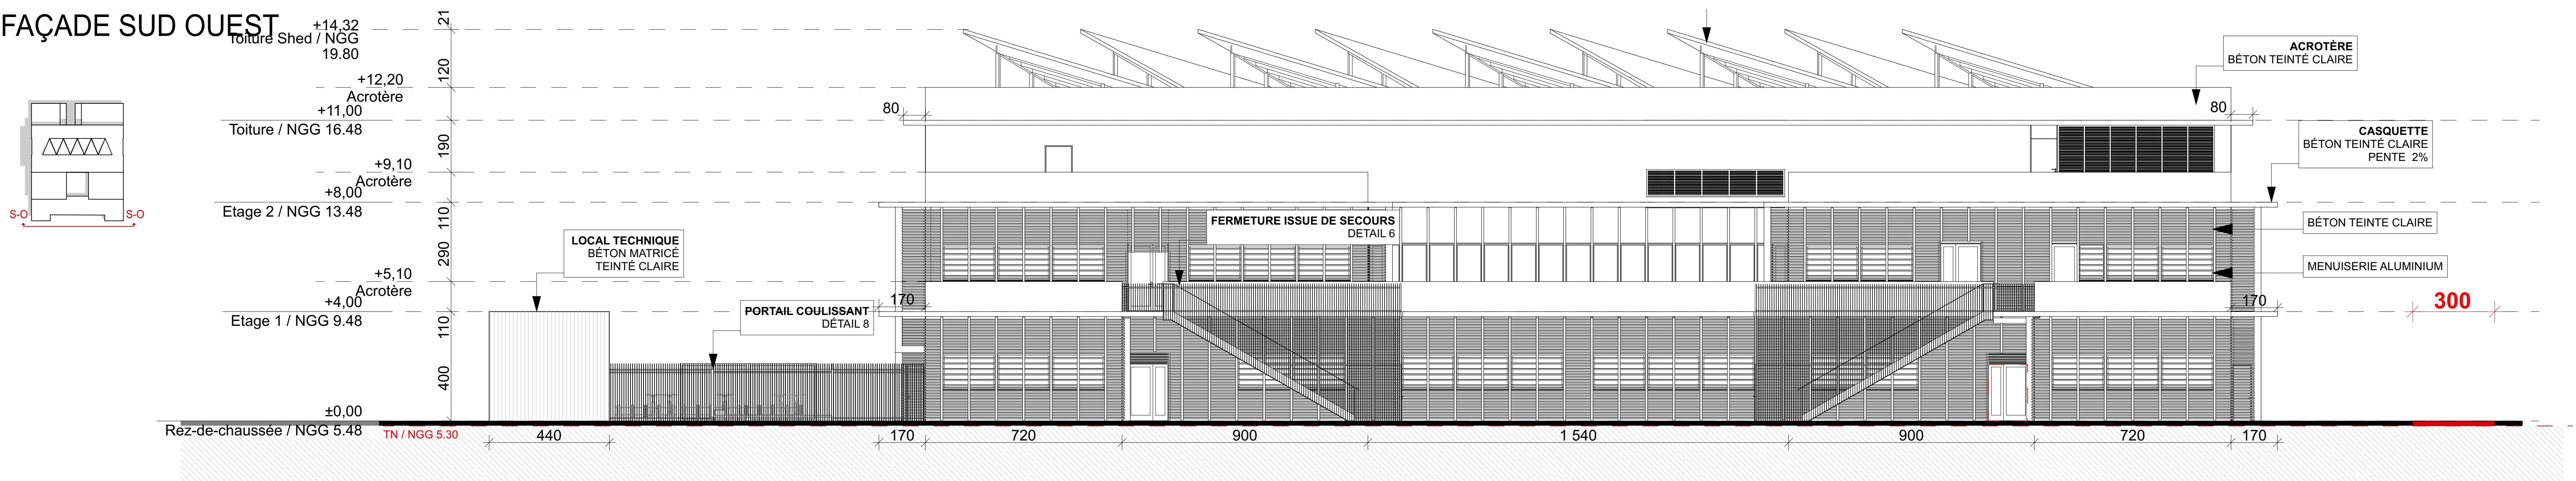 FAÇADE SUD OUEST
+14,32
Toiture Shed / NGG
19.80
+12,20
Acrotère
+11,00
Toiture / NGG 16.48
+9,10
Acrotère
+8,00
Etage 2 / NGG 13.48
+5,10
Acrotère
+4,00
Etage 1 / NGG 9.48
±0,00
Rez-de-chaussée / NGG 5.48
TN / NGG 5.30
S-O
S-O
21
120
190
110
290
110
400
80
80
170
170
ACROTÈRE
BÉTON TEINTÉ CLAIRE
CASQUETTE
BÉTON TEINTÉ CLAIRE
PENTE 2%
BÉTON TEINTE CLAIRE
MENUISERIE ALUMINIUM
FERMETURE ISSUE DE SECOURS
DETAIL 6
LOCAL TECHNIQUE
BÉTON MATRICÉ
TEINTÉ CLAIRE
PORTAIL COULISSANT
DÉTAIL 8
300
440
170
720
900
1 540
900
720
170